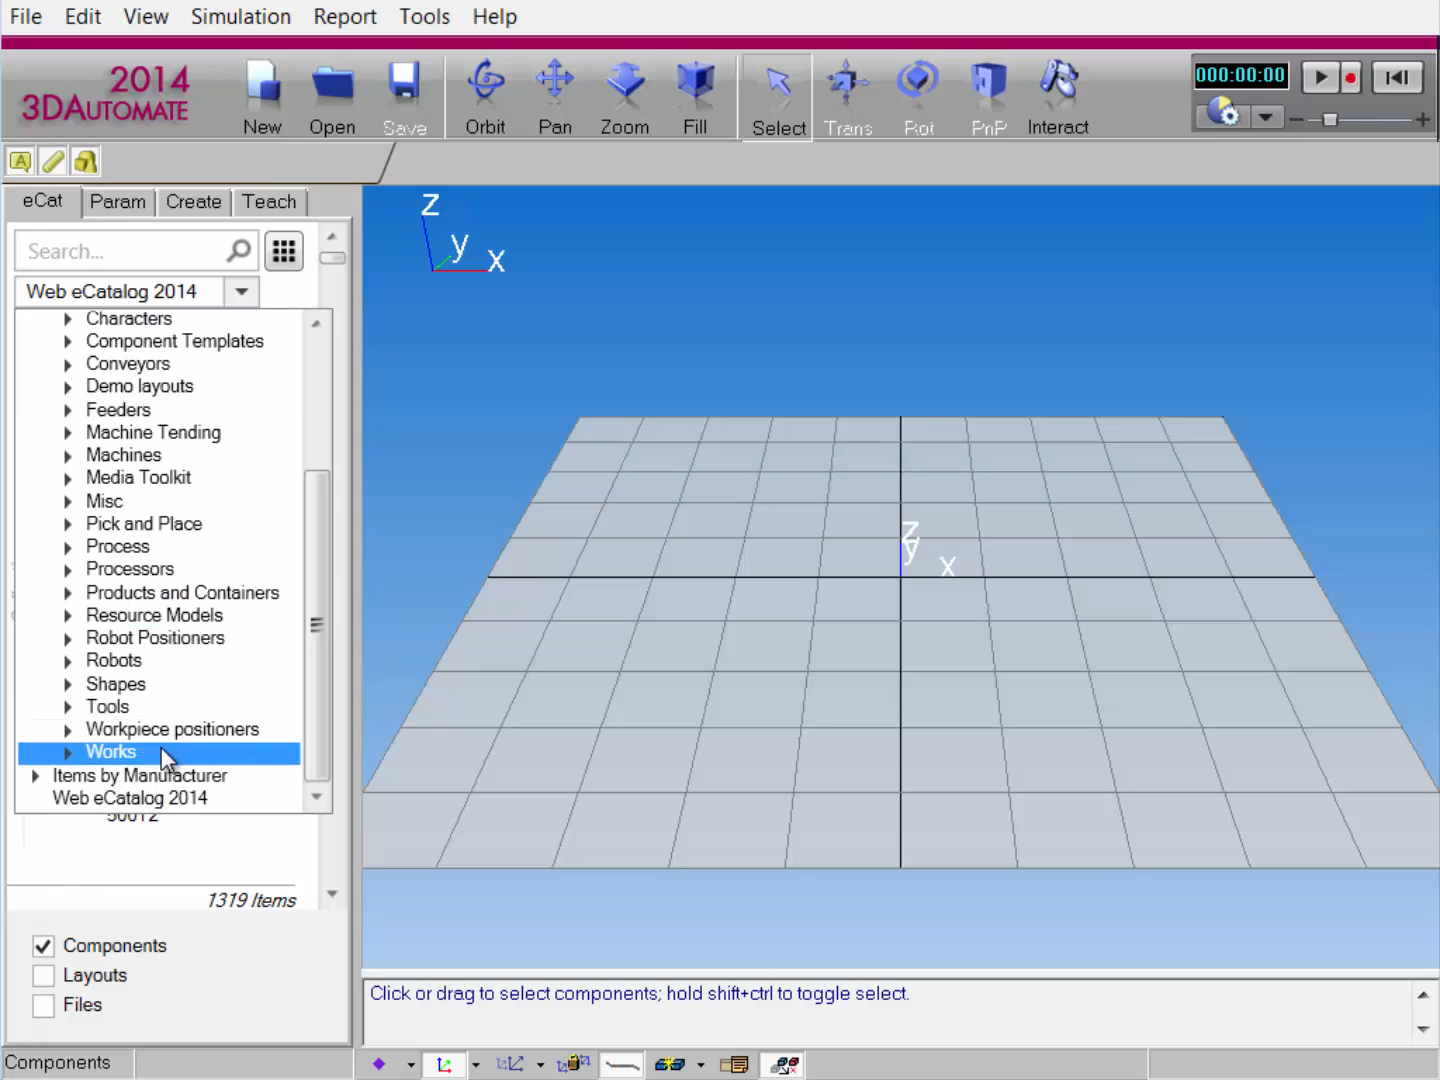 File Edit View Simulation Report Tools Help
2014
3DAUTOMATE
New Open Save Orbit Pan Zoom Fill Select Trans Rot PnP Interact
000:00:00
A
eCat Param Create Teach
Search...
Web eCatalog 2014
Characters
Component Templates
Conveyors
Demo layouts
Feeders
Machine Tending
Machines
Media Toolkit
Misc
Pick and Place
Process
Processors
Products and Containers
Resource Models
Robot Positioners
Robots
Shapes
Tools
Workpiece positioners
Works
Items by Manufacturer
Web eCatalog 2014
50012
1319 Items
Components
Layouts
Files
z
y
x
z
y
x
Click or drag to select components; hold shift+ctrl to toggle select.
Components